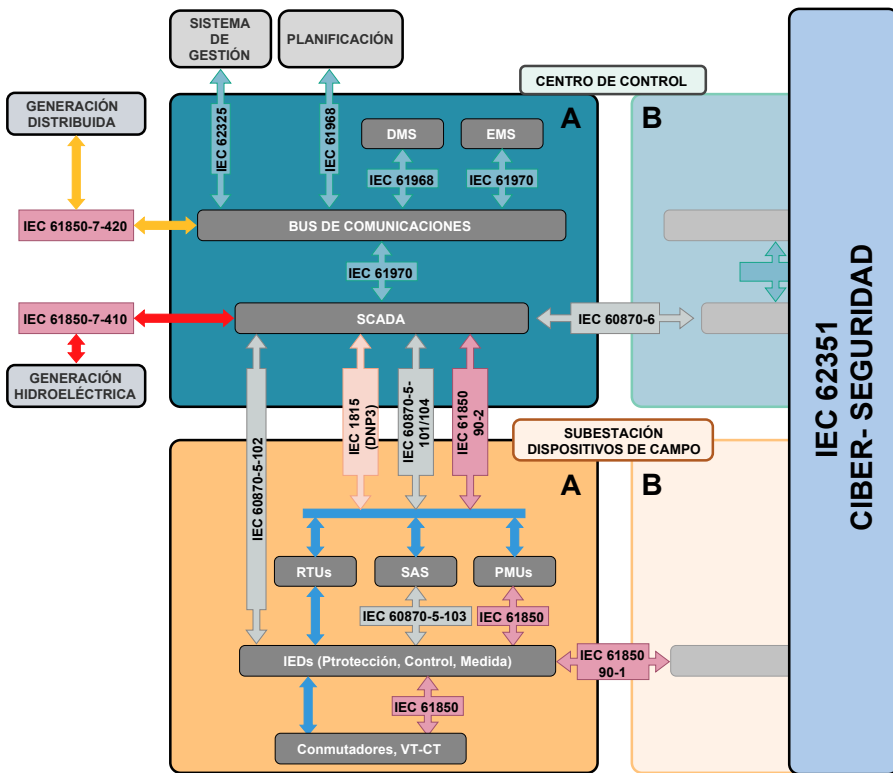 SISTEMA
DE
GESTIÓN
PLANIFICACIÓN
CENTRO DE CONTROL
GENERACIÓN
DISTRIBUIDA
A
B
IEC 62325
IEC 61968
DMS
EMS
IEC 61968
IEC 61970
IEC 61850-7-420
BUS DE COMUNICACIONES
IEC 61970
IEC 61850-7-410
SCADA
IEC 60870-6
GENERACIÓN
HIDROELÉCTRICA
IEC 60870-5-102
IEC 1815
(DNP3)
IEC 60870-5-
101/104
IEC 61850
90-2
SUBESTACIÓN
DISPOSITIVOS DE CAMPO
A
B
RTUs
SAS
PMUs
IEC 60870-5-103
IEC 61850
IEDs (Ptrotección, Control, Medida)
IEC 61850
90-1
IEC 61850
Conmutadores, VT-CT
IEC 62351
CIBER- SEGURIDAD